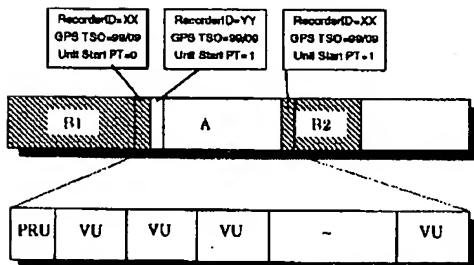 RecorderID=XX
GPS TSO=99/09
Unit Start PT=0
RecorderID=YY
GPS TSO=99/09
Unit Start PT=1
RecorderID=XX
GPS TSO=99/09
Unit Start PT=1
B1 A B2
PRU VU VU VU ~ VU